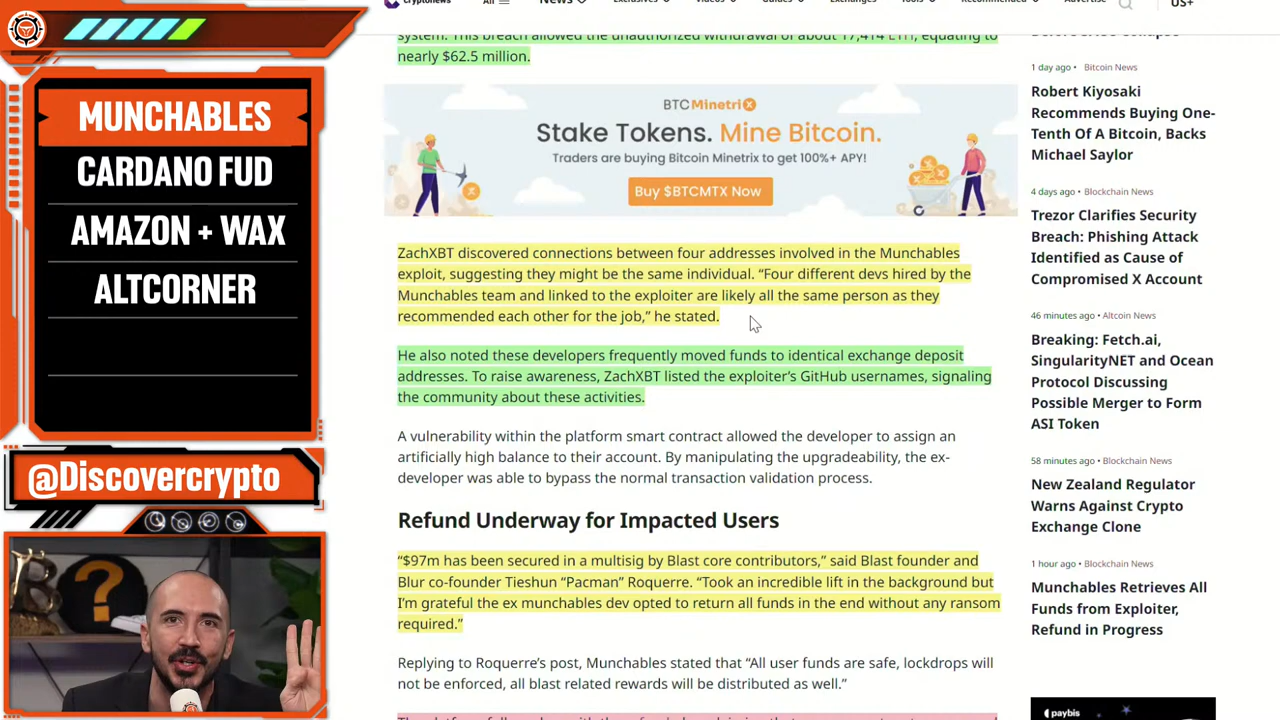 cryptonews
All
News
Exclusives
Videos
Guides
Exchanges
Tools
Recommended
Advertise
US+
MUNCHABLES
CARDANO FUD
AMAZON + WAX
ALTCORNER
@Discovercrypto
system. This breach allowed the unauthorized withdrawal of about 17,414 ETH, equating to
nearly $62.5 million.
BTCMinetrix
Stake Tokens. Mine Bitcoin.
Traders are buying Bitcoin Minetrix to get 100%+ APY!
Buy $BTCMTX Now
ZachXBT discovered connections between four addresses involved in the Munchables
exploit, suggesting they might be the same individual. “Four different devs hired by the
Munchables team and linked to the exploiter are likely all the same person as they
recommended each other for the job,” he stated.
He also noted these developers frequently moved funds to identical exchange deposit
addresses. To raise awareness, ZachXBT listed the exploiter’s GitHub usernames, signaling
the community about these activities.
A vulnerability within the platform smart contract allowed the developer to assign an
artificially high balance to their account. By manipulating the upgradeability, the ex-
developer was able to bypass the normal transaction validation process.
Refund Underway for Impacted Users
“$97m has been secured in a multisig by Blast core contributors,” said Blast founder and
Blur co-founder Tieshun “Pacman” Roquerre. “Took an incredible lift in the background but
I’m grateful the ex munchables dev opted to return all funds in the end without any ransom
required.”
Replying to Roquerre’s post, Munchables stated that “All user funds are safe, lockdrops will
not be enforced, all blast related rewards will be distributed as well.”
1 day ago • Bitcoin News
Robert Kiyosaki
Recommends Buying One-
Tenth Of A Bitcoin, Backs
Michael Saylor
4 days ago • Blockchain News
Trezor Clarifies Security
Breach: Phishing Attack
Identified as Cause of
Compromised X Account
46 minutes ago • Altcoin News
Breaking: Fetch.ai,
SingularityNET and Ocean
Protocol Discussing
Possible Merger to Form
ASI Token
58 minutes ago • Blockchain News
New Zealand Regulator
Warns Against Crypto
Exchange Clone
1 hour ago • Blockchain News
Munchables Retrieves All
Funds from Exploiter,
Refund in Progress
paybis